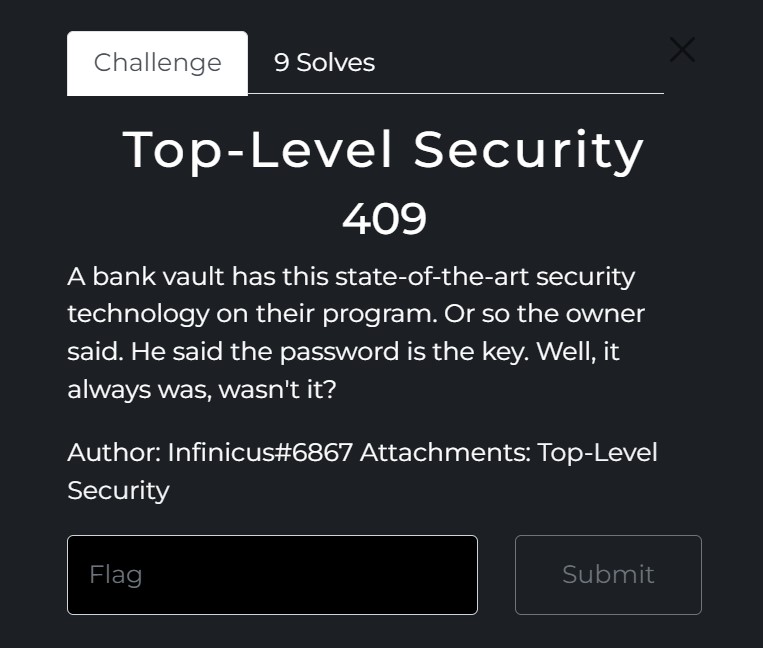 Challenge
9 Solves
Top-Level Security
409
A bank vault has this state-of-the-art security
technology on their program. Or so the owner
said. He said the password is the key. Well, it
always was, wasn't it?
Author: Infinicus#6867 Attachments: Top-Level
Security
Flag
Submit